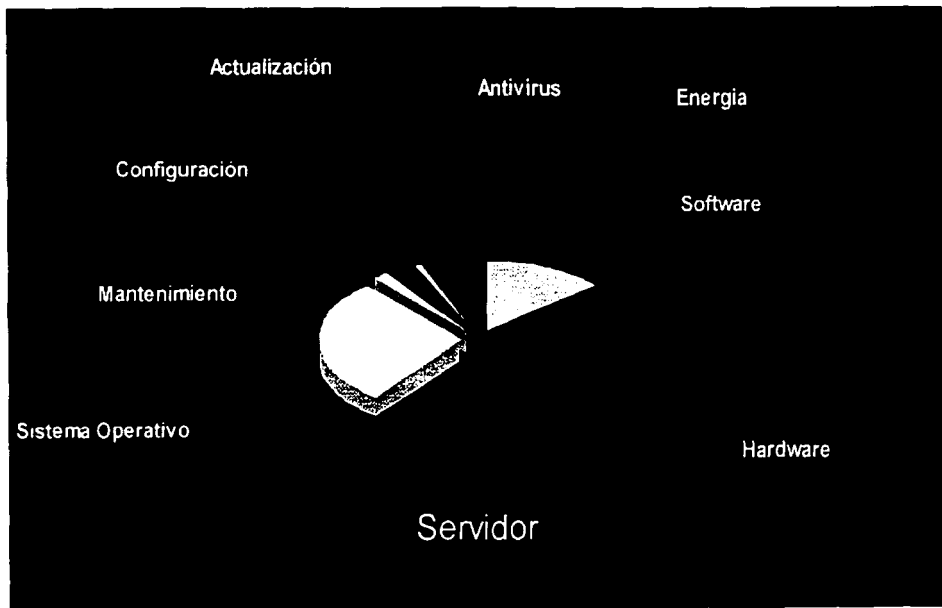 Actualización
Antivirus
Energia
Configuración
Software
Mantenimiento
Sistema Operativo
Hardware
Servidor